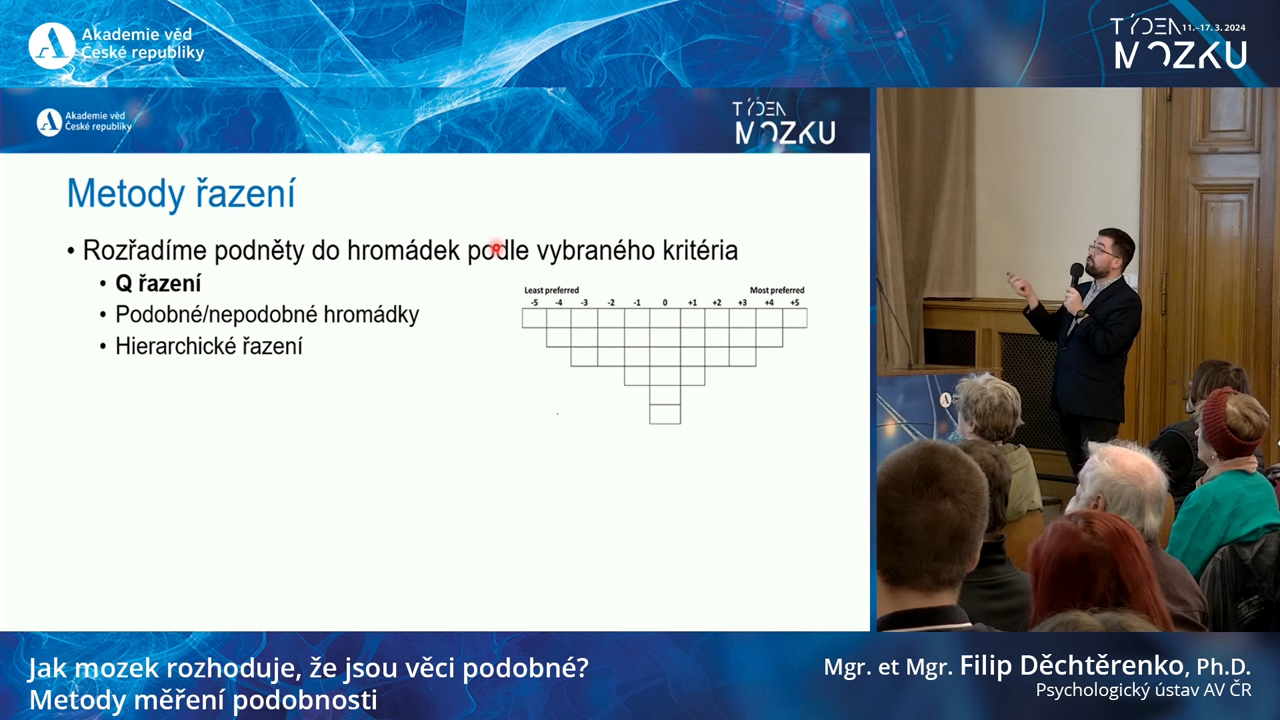 Akademie věd
České republiky
TÝDEN 11.–17. 3. 2024
MOZKU
Akademie věd
České republiky
TÝDEN
MOZKU
Metody řazení
• Rozřadíme podněty do hromádek podle vybraného kritéria
• Q řazení
• Podobné/nepodobné hromádky
• Hierarchické řazení
Least preferred Most preferred
-5 -4 -3 -2 -1 0 +1 +2 +3 +4 +5
Jak mozek rozhoduje, že jsou věci podobné?
Metody měření podobnosti
Mgr. et Mgr. Filip Děchtěrenko, Ph.D.
Psychologický ústav AV ČR